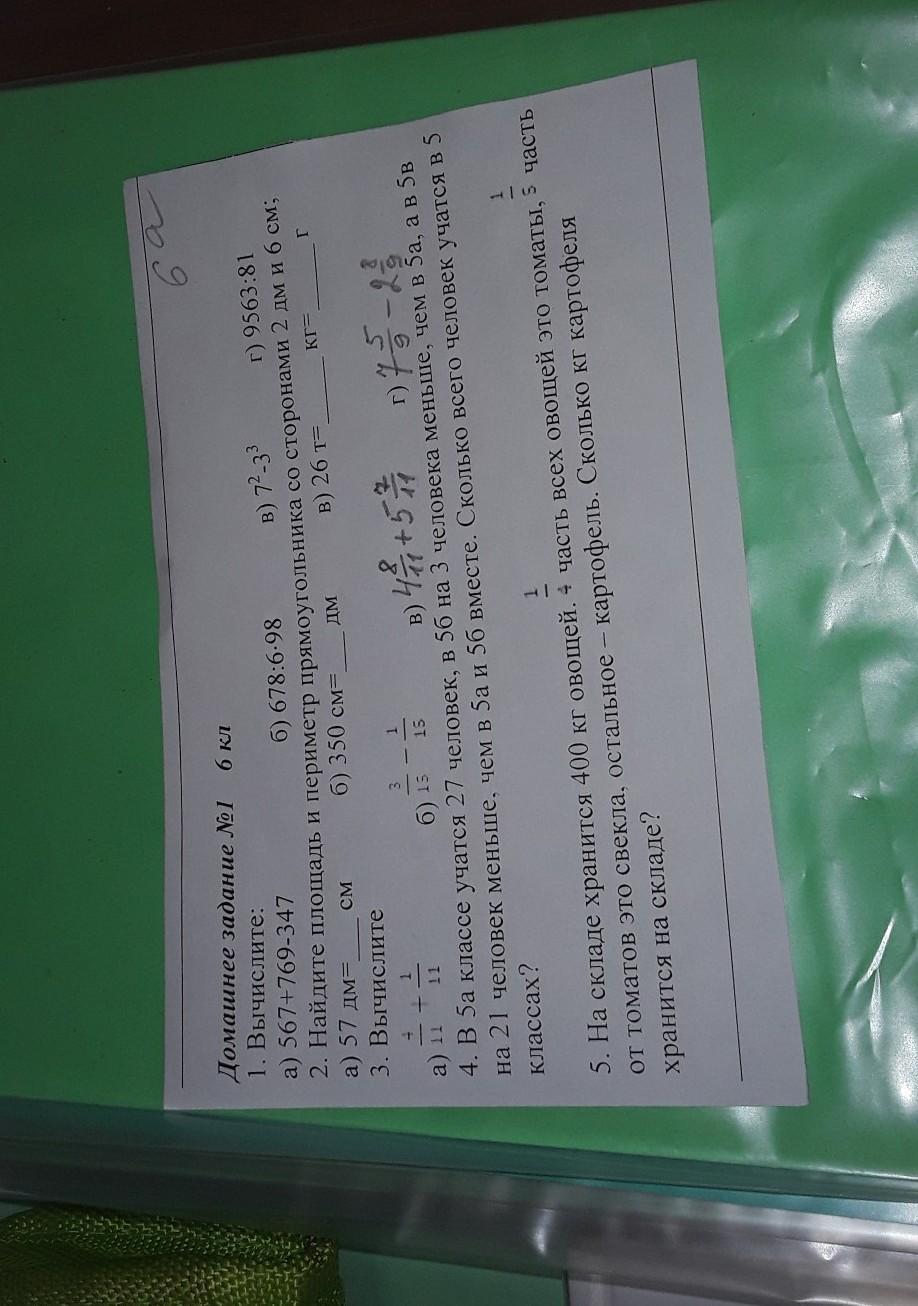 6 а
Домашнее задание №1 6 кл
1. Вычислите:
а) 567+769-347 б) 678:6·98 в) 7²-3³ г) 9563:81
2. Найдите площадь и периметр прямоугольника со сторонами 2 дм и 6 см;
а) 57 дм=____ см б) 350 см=____ дм в) 26 т=______ кг=______ г
3. Вычислите
а) 4/11 + 1/11 б) 3/15 − 1/15 в) 4 8/11 + 5 7/11 г) 7 5/9 − 2 8/9
4. В 5а классе учатся 27 человек, в 5б на 3 человека меньше, чем в 5а, а в 5в
на 21 человек меньше, чем в 5а и 5б вместе. Сколько всего человек учатся в 5
классах?
5. На складе хранится 400 кг овощей. 1/4 часть всех овощей это томаты, 1/5 часть
от томатов это свекла, остальное – картофель. Сколько кг картофеля
хранится на складе?